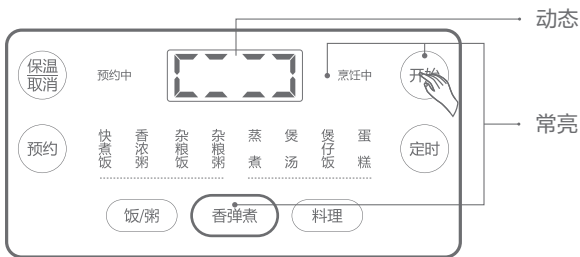 动态
保温
取消
预约中
烹饪中
开始
常亮
预约
快煮饭
香浓粥
杂粮饭
杂粮粥
蒸煮
煲汤
煲仔饭
蛋糕
定时
饭/粥
香弹煮
料理